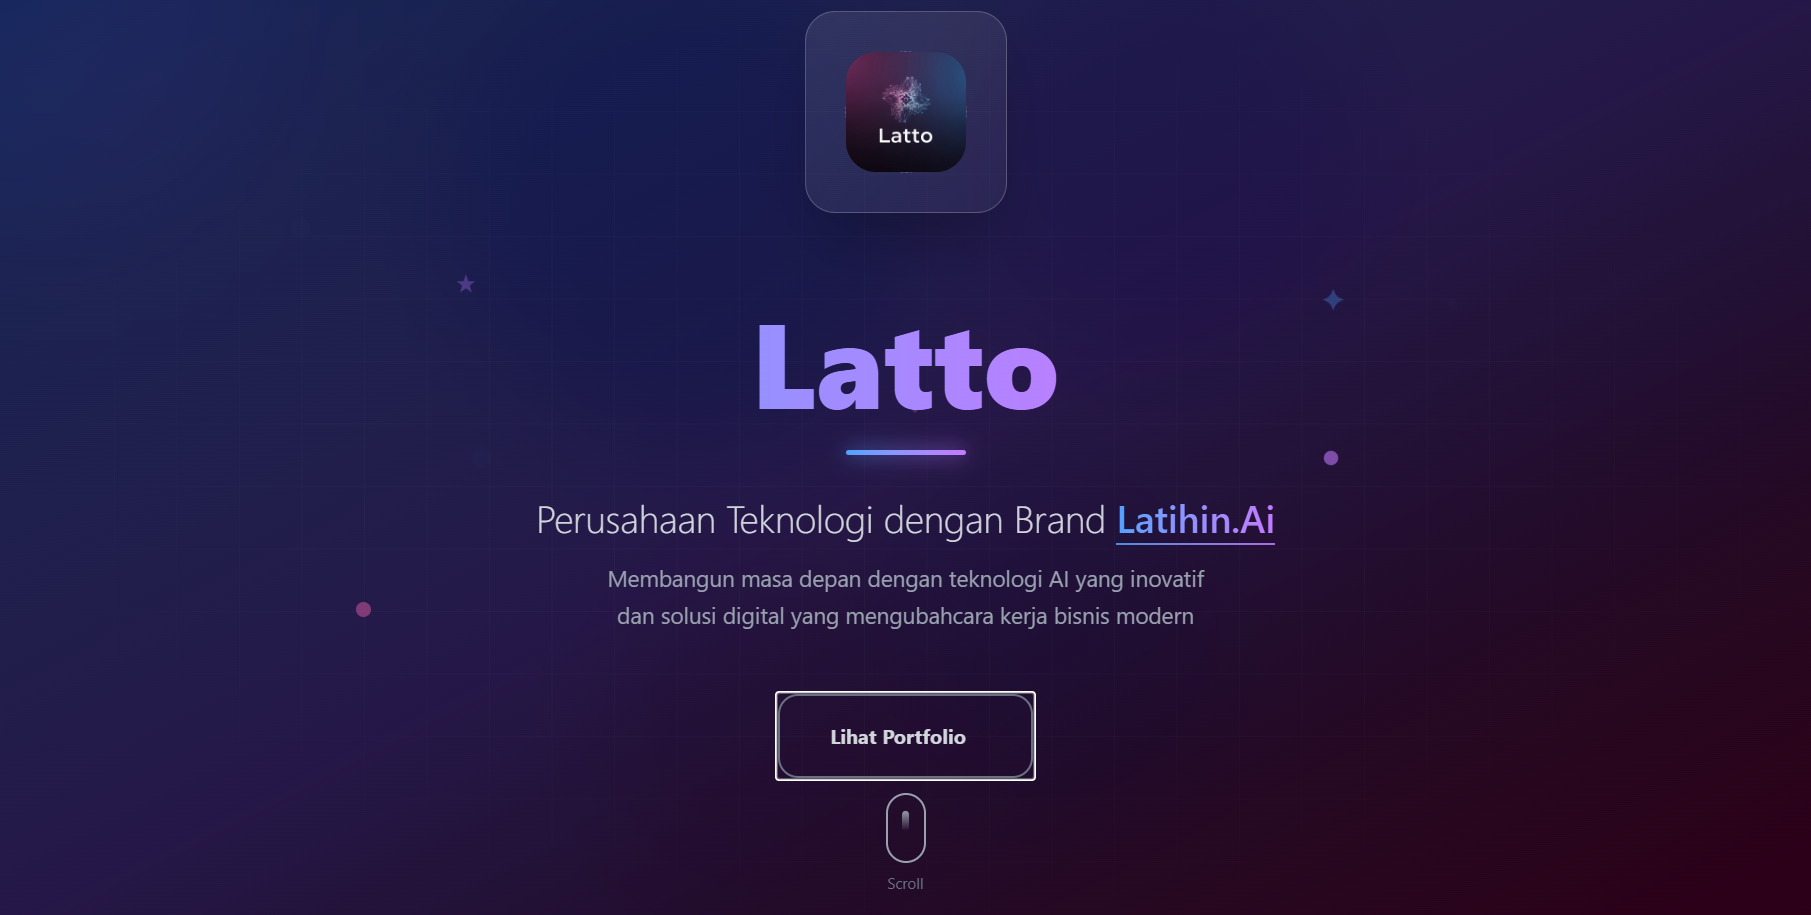 Latto
Latto
Perusahaan Teknologi dengan Brand Latihin.Ai
Membangun masa depan dengan teknologi AI yang inovatif
dan solusi digital yang mengubahcara kerja bisnis modern
Lihat Portfolio
Scroll